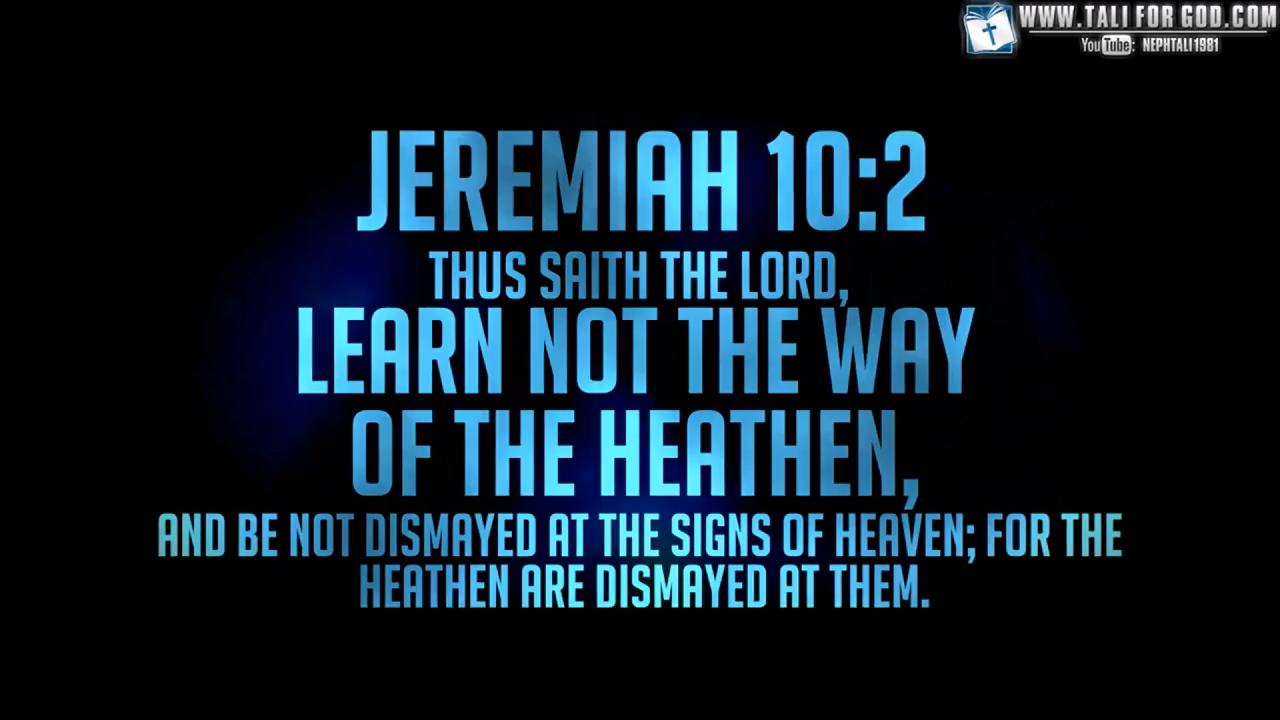 WWW.TALI FOR GOD.COM
YouTube: NEPHTALI1981
JEREMIAH 10:2
THUS SAITH THE LORD,
LEARN NOT THE WAY
OF THE HEATHEN,
AND BE NOT DISMAYED AT THE SIGNS OF HEAVEN; FOR THE
HEATHEN ARE DISMAYED AT THEM.